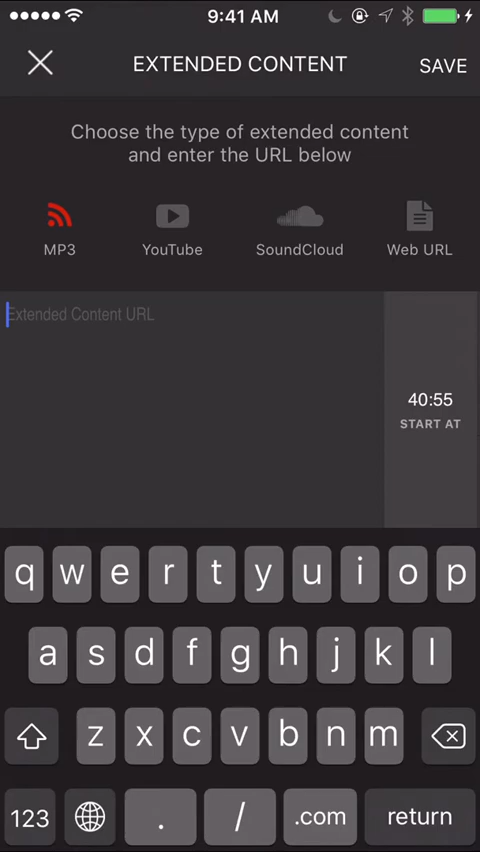 9:41 AM
EXTENDED CONTENT
SAVE
Choose the type of extended content
and enter the URL below
MP3
YouTube
SoundCloud
Web URL
Extended Content URL
40:55
START AT
q w e r t y u i o p
a s d f g h j k l
z x c v b n m
123 . / .com return